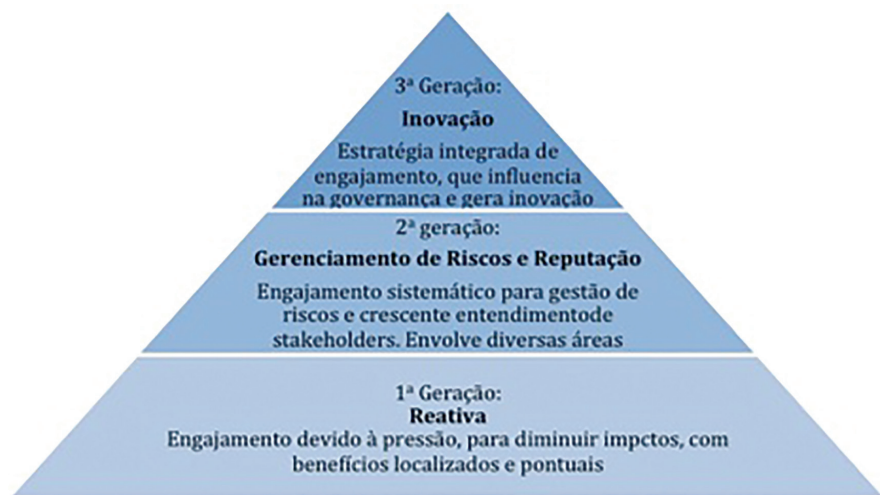 3ª Geração:
Inovação
Estratégia integrada de
engajamento, que influencia
na governança e gera inovação
2ª geração:
Gerenciamento de Riscos e Reputação
Engajamento sistemático para gestão de
riscos e crescente entendimentode
stakeholders. Envolve diversas áreas
1ª Geração:
Reativa
Engajamento devido à pressão, para diminuir impctos, com
benefícios localizados e pontuais